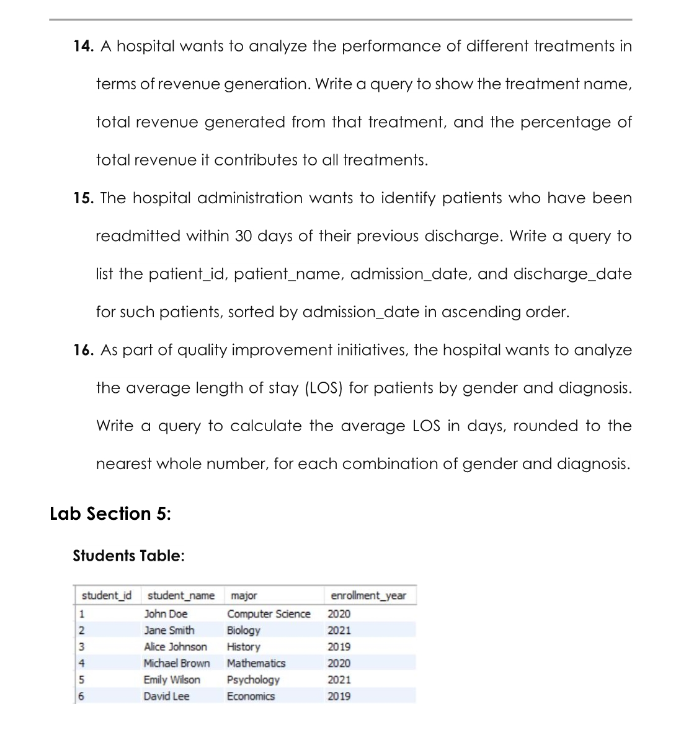 14. A hospital wants to analyze the performance of different treatments in
terms of revenue generation. Write a query to show the treatment name,
total revenue generated from that treatment, and the percentage of
total revenue it contributes to all treatments.
15. The hospital administration wants to identify patients who have been
readmitted within 30 days of their previous discharge. Write a query to
list the patient_id, patient_name, admission_date, and discharge_date
for such patients, sorted by admission_date in ascending order.
16. As part of quality improvement initiatives, the hospital wants to analyze
the average length of stay (LOS) for patients by gender and diagnosis.
Write a query to calculate the average LOS in days, rounded to the
nearest whole number, for each combination of gender and diagnosis.
Lab Section 5:
Students Table:
student_id student_name major enrollment_year
1 John Doe Computer Science 2020
2 Jane Smith Biology 2021
3 Alice Johnson History 2019
4 Michael Brown Mathematics 2020
5 Emily Wilson Psychology 2021
6 David Lee Economics 2019